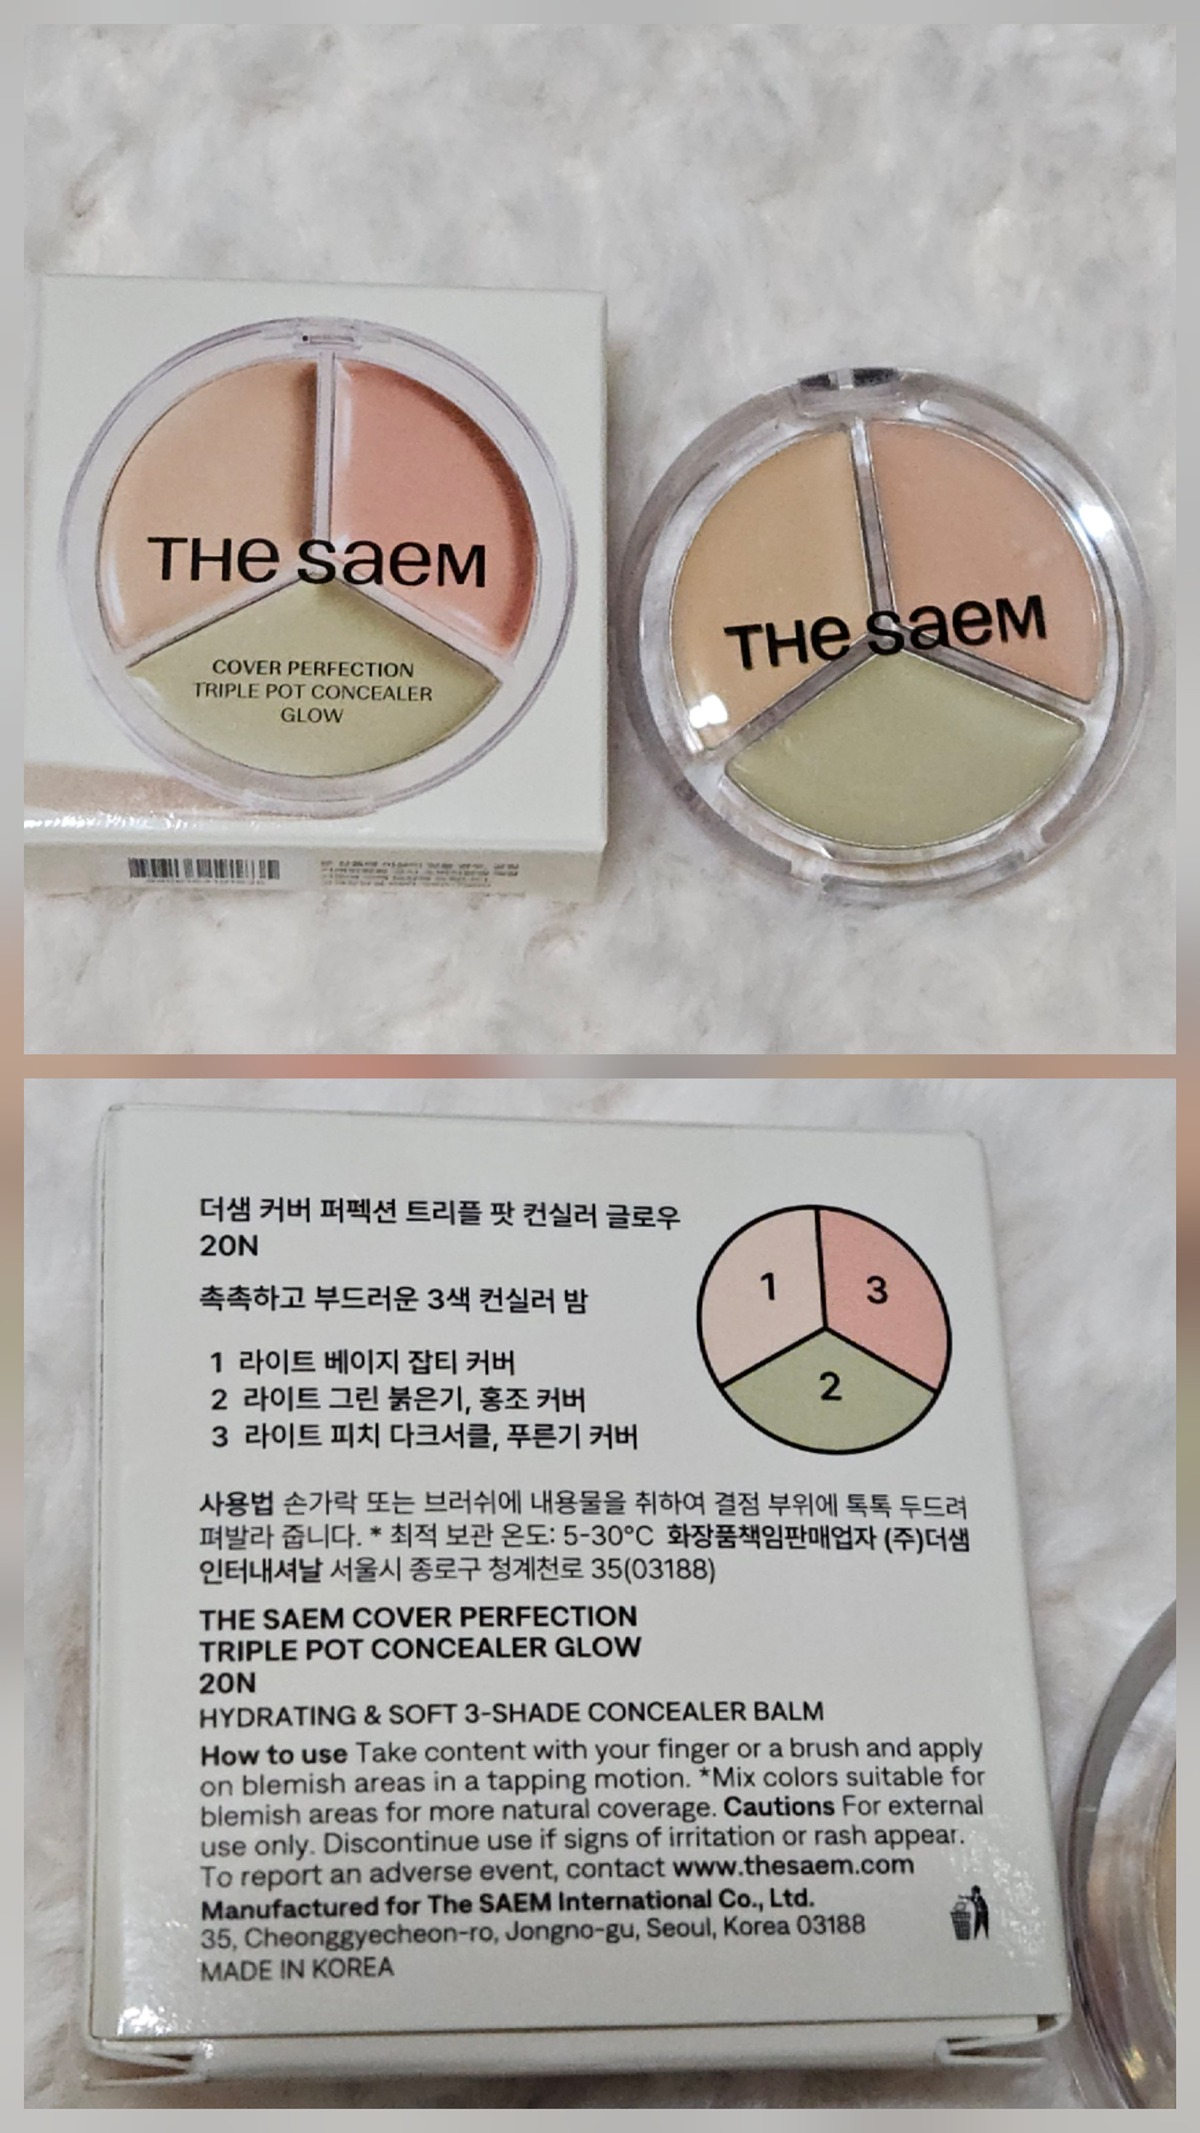 THE SAEM
COVER PERFECTION
TRIPLE POT CONCEALER
GLOW
THE SAEM
더샘 커버 퍼펙션 트리플 팟 컨실러 글로우
20N
촉촉하고 부드러운 3색 컨실러 밤
1 라이트 베이지 잡티 커버
2 라이트 그린 붉은기, 홍조 커버
3 라이트 피치 다크서클, 푸른기 커버
1
3
2
사용법 손가락 또는 브러쉬에 내용물을 취하여 결점 부위에 톡톡 두드려
펴발라 줍니다. * 최적 보관 온도: 5-30°C 화장품책임판매업자 (주)더샘
인터내셔날 서울시 종로구 청계천로 35(03188)
THE SAEM COVER PERFECTION
TRIPLE POT CONCEALER GLOW
20N
HYDRATING & SOFT 3-SHADE CONCEALER BALM
How to use Take content with your finger or a brush and apply
on blemish areas in a tapping motion. *Mix colors suitable for
blemish areas for more natural coverage. Cautions For external
use only. Discontinue use if signs of irritation or rash appear.
To report an adverse event, contact www.thesaem.com
Manufactured for The SAEM International Co., Ltd.
35, Cheonggyecheon-ro, Jongno-gu, Seoul, Korea 03188
MADE IN KOREA